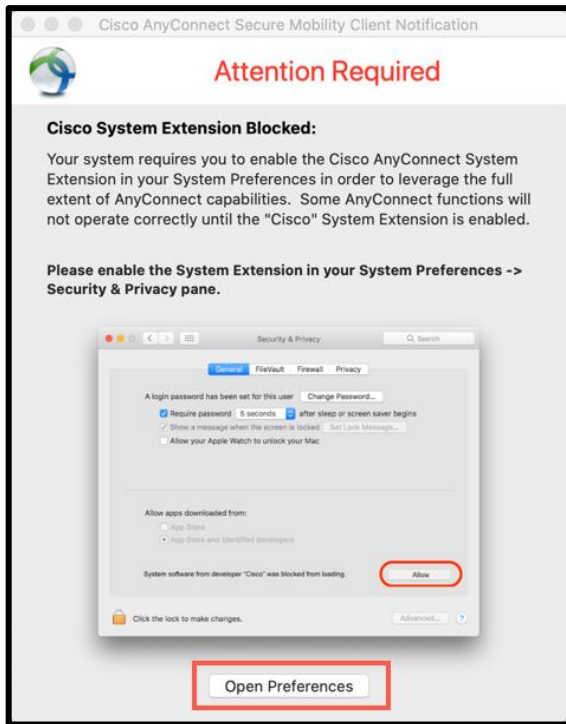 Cisco AnyConnect Secure Mobility Client Notification
Attention Required
Cisco System Extension Blocked:
Your system requires you to enable the Cisco AnyConnect System
Extension in your System Preferences in order to leverage the full
extent of AnyConnect capabilities.  Some AnyConnect functions will
not operate correctly until the "Cisco" System Extension is enabled.
Please enable the System Extension in your System Preferences ->
Security & Privacy pane.
Security & Privacy
Search
General FileVault Firewall Privacy
A login password has been set for this user Change Password...
Require password 5 seconds after sleep or screen saver begins
Show a message when the screen is locked Set Lock Message...
Allow your Apple Watch to unlock your Mac
Allow apps downloaded from:
App Store
App Store and identified developers
System software from developer "Cisco" was blocked from loading. Allow
Click the lock to make changes. Advanced... ?
Open Preferences